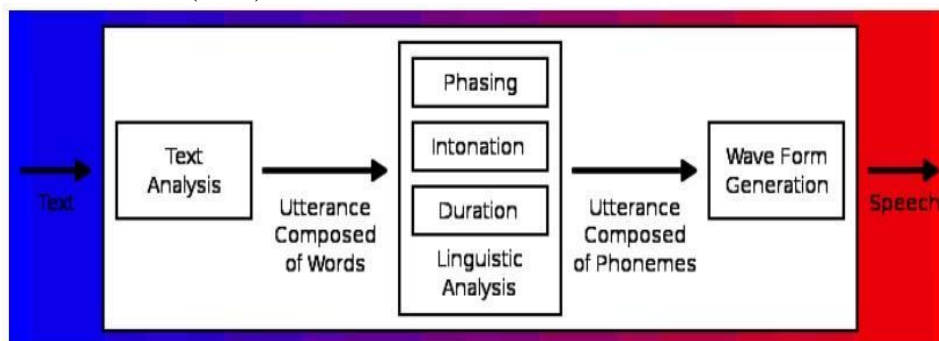 Text
Text
Analysis
Utterance
Composed
of Words
Phasing
Intonation
Duration
Linguistic
Analysis
Utterance
Composed
of Phonemes
Wave Form
Generation
Speech